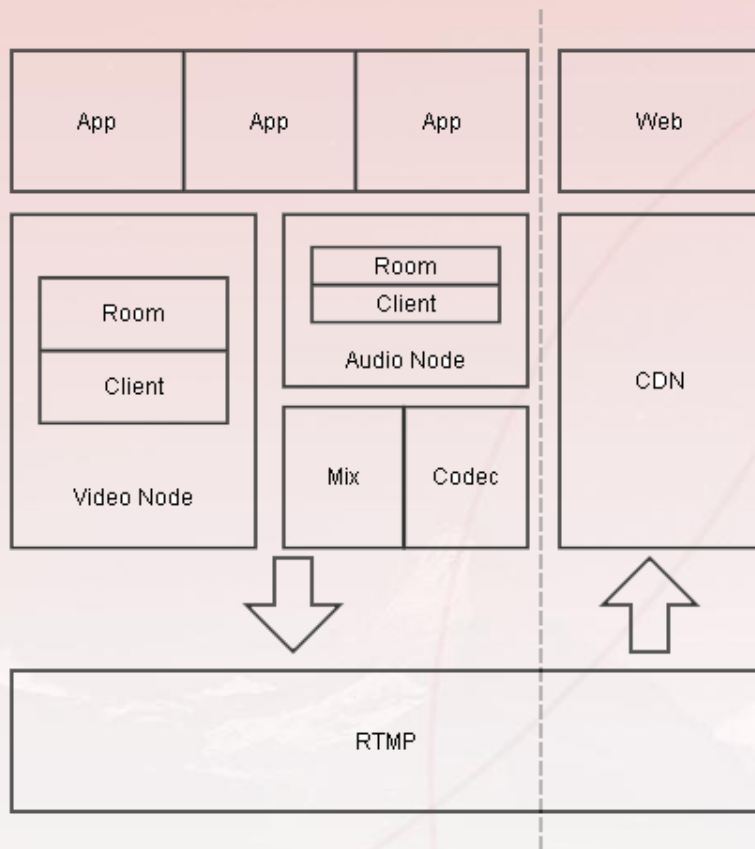 App
App
App
Web
Room
Client
Video Node
Room
Client
Audio Node
Mix
Codec
CDN
RTMP